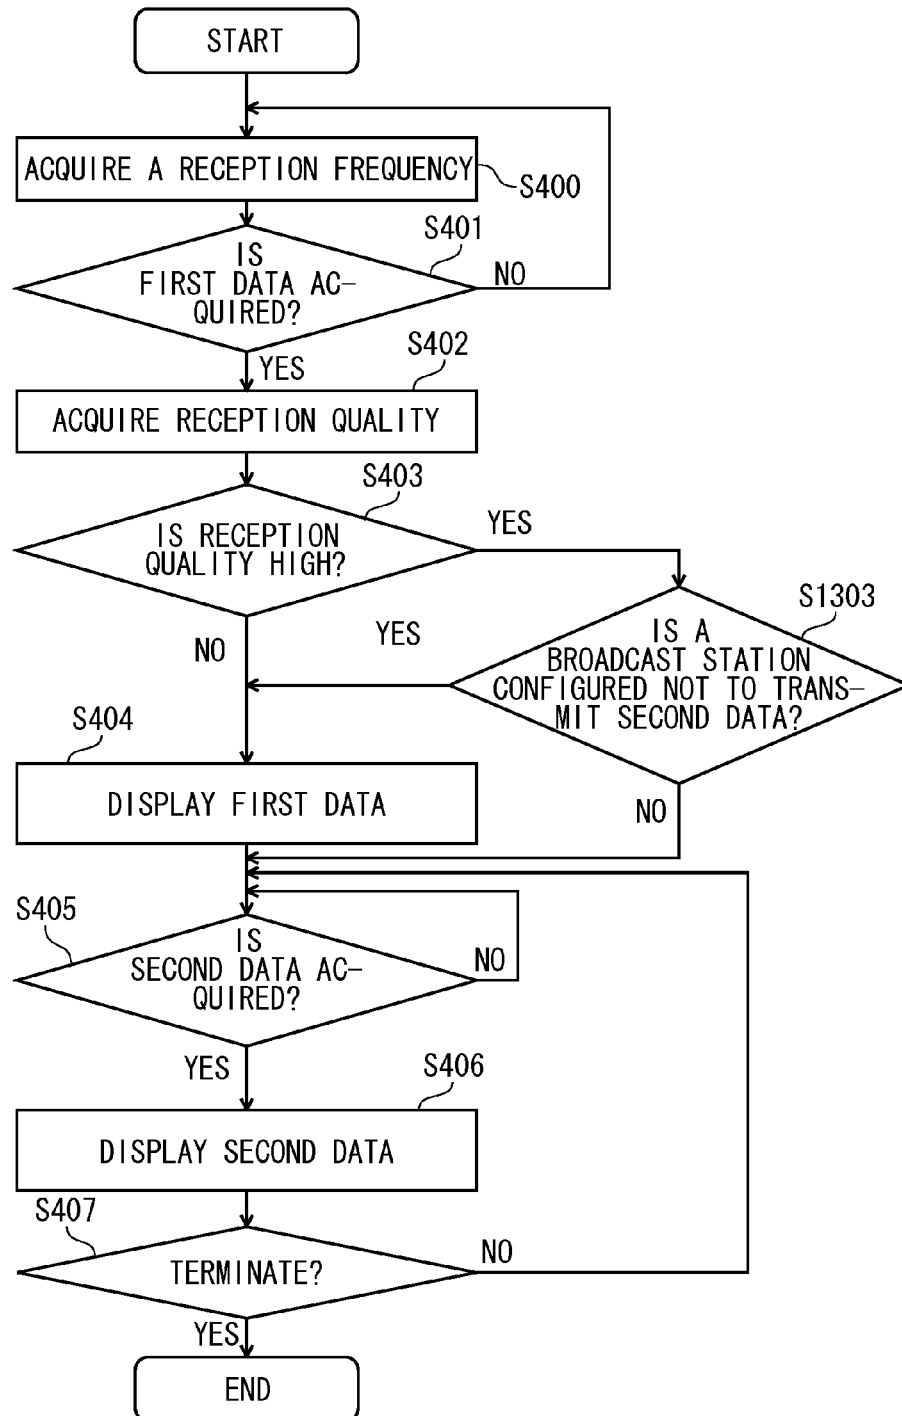 START
ACQUIRE A RECEPTION FREQUENCY
S400
S401
IS
FIRST DATA AC-
QUIRED?
NO
YES
S402
ACQUIRE RECEPTION QUALITY
S403
IS RECEPTION
QUALITY HIGH?
YES
NO
S1303
IS A
BROADCAST STATION
CONFIGURED NOT TO TRANS-
MIT SECOND DATA?
YES
NO
S404
DISPLAY FIRST DATA
S405
IS
SECOND DATA AC-
QUIRED?
NO
YES
S406
DISPLAY SECOND DATA
S407
TERMINATE?
NO
YES
END